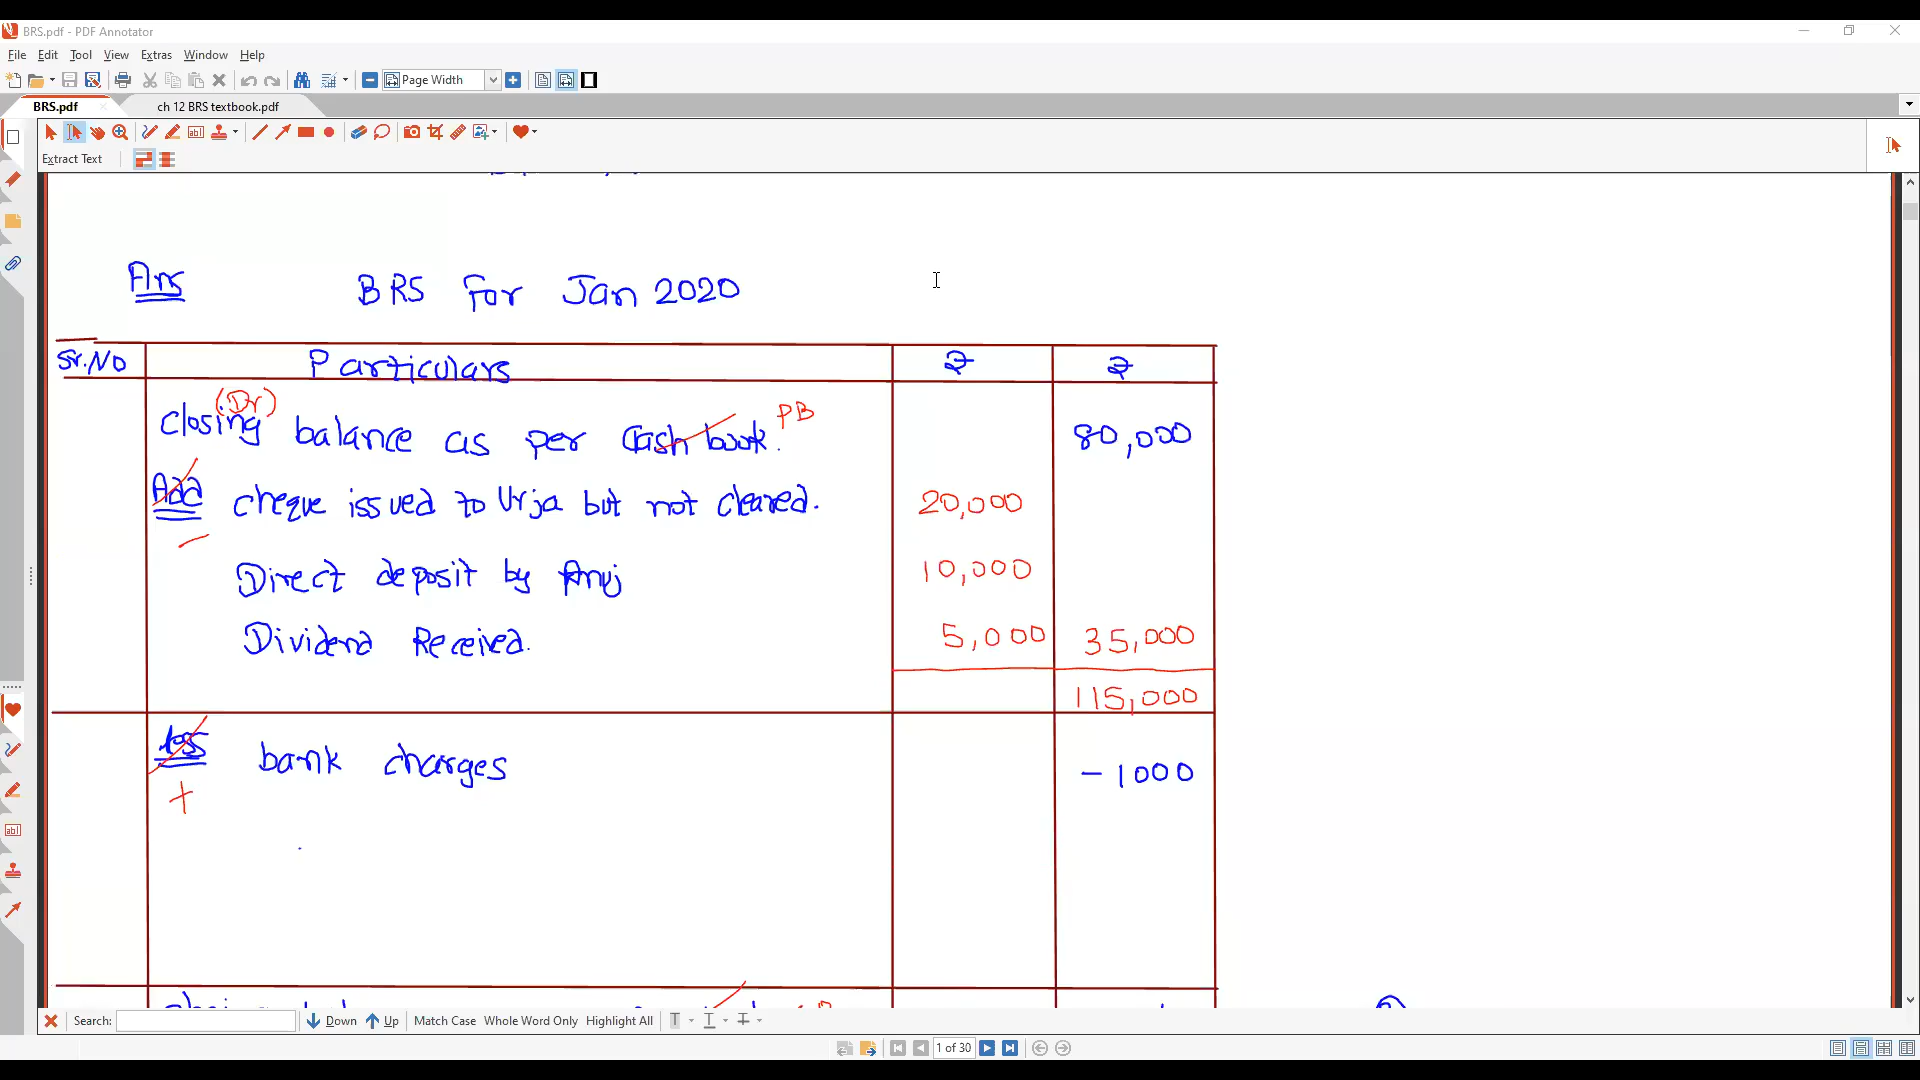 BRS.pdf - PDF Annotator
File Edit Tool View Extras Window Help
Page Width
BRS.pdf ch 12 BRS textbook.pdf
Extract Text
Ans BRS for Jan 2020
Sr.No Particulars ₹ ₹
(Dr)
closing balance as per Cash book. PB 80,000
Add cheque issued to Urja but not cleared. 20,000
Direct deposit by Anuj 10,000
Dividend Received. 5,000 35,000
115,000
less bank charges - 1000
+
Search: Down Up Match Case Whole Word Only Highlight All
1 of 30